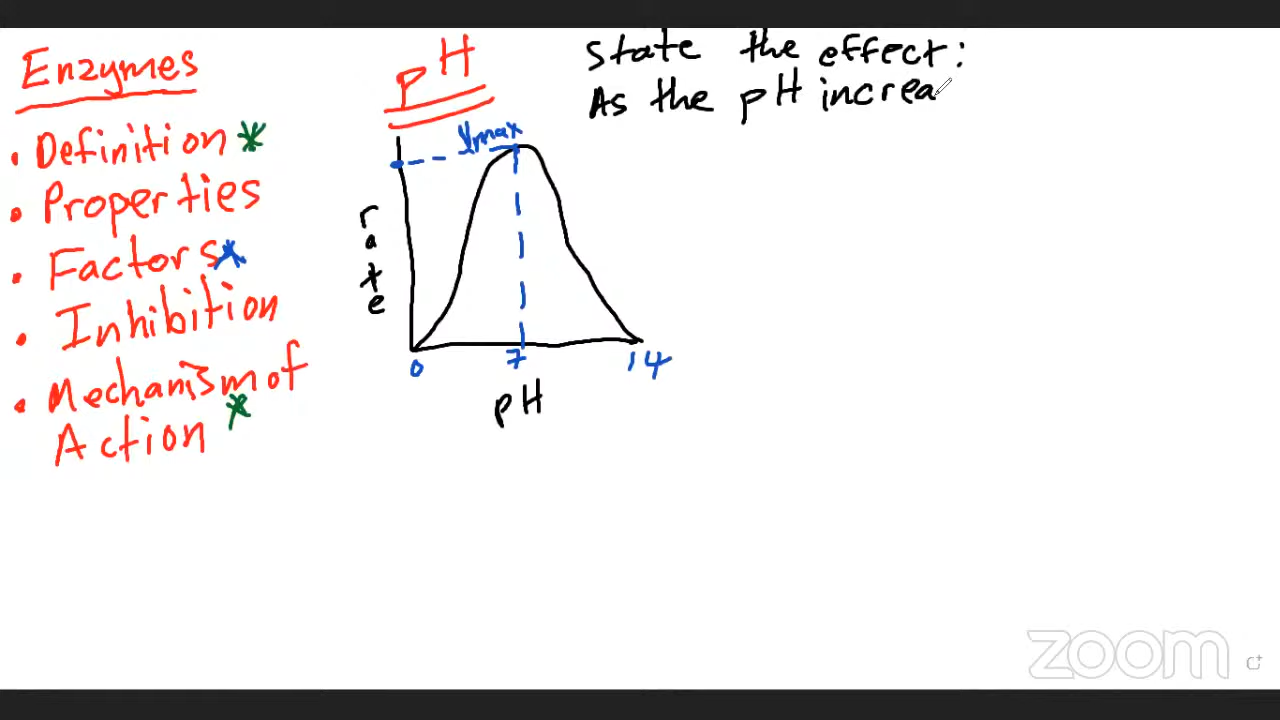 Enzymes
• Definition *
• Properties
• Factors *
• Inhibition
• Mechanism of
Action *
pH
Vmax
rate
0 7 14
pH
State the effect:
As the pH increa
zoom